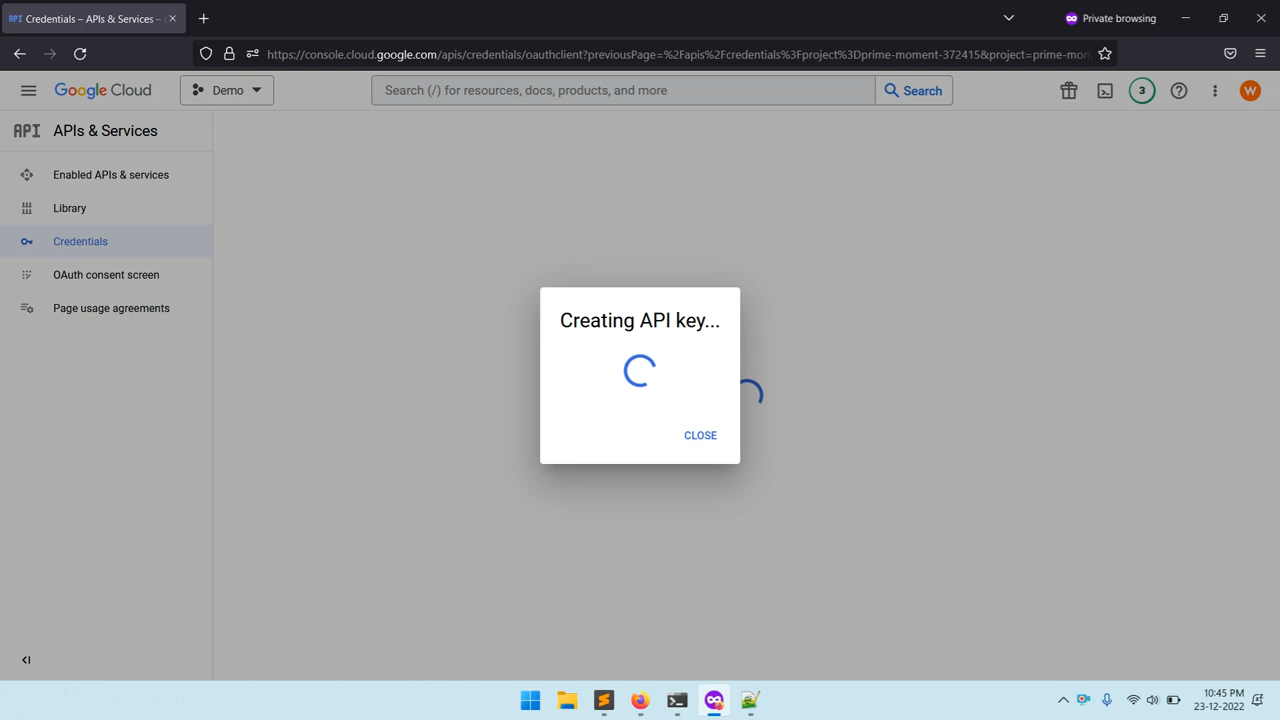 API Credentials – APIs & Services –
Private browsing
https://console.cloud.google.com/apis/credentials/oauthclient?previousPage=%2Fapis%2Fcredentials%3Fproject%3Dprime-moment-372415&project=prime-mom
Google Cloud
Demo
Search (/) for resources, docs, products, and more
Search
3
W
API APIs & Services
Enabled APIs & services
Library
Credentials
OAuth consent screen
Page usage agreements
Creating API key...
CLOSE
10:45 PM
23-12-2022